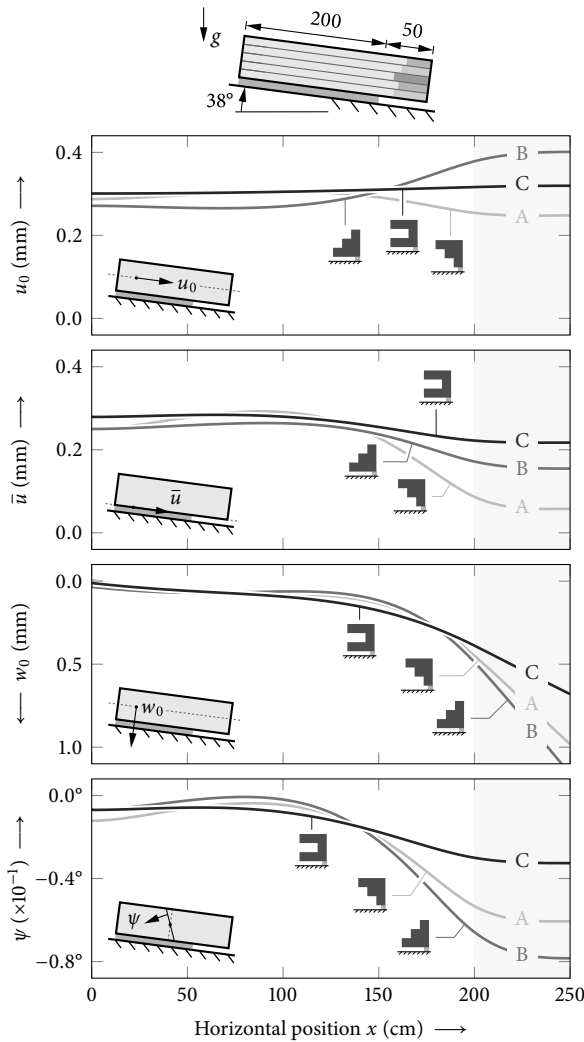 200
50
g
38°
u₀ (mm) ⟶
0.4
0.2
0.0
B
C
A
u₀
ū (mm) ⟶
0.4
0.2
0.0
C
B
A
ū
⟵ w₀ (mm)
0.0
0.5
1.0
C
A
B
w₀
ψ (×10⁻¹) ⟶
0.0°
−0.4°
−0.8°
C
A
B
ψ
0 50 100 150 200 250
Horizontal position x (cm) ⟶